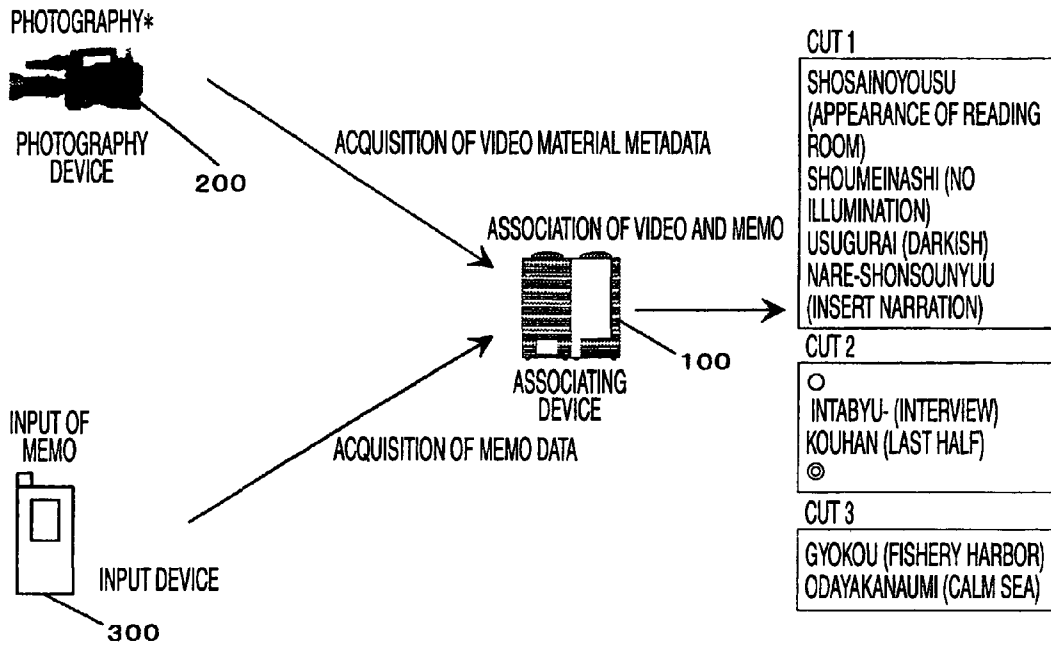 PHOTOGRAPHY*
PHOTOGRAPHY
DEVICE
200
ACQUISITION OF VIDEO MATERIAL METADATA
ASSOCIATION OF VIDEO AND MEMO
100
ASSOCIATING
DEVICE
INPUT OF
MEMO
ACQUISITION OF MEMO DATA
INPUT DEVICE
300
CUT 1
SHOSAINOYOUSU
(APPEARANCE OF READING
ROOM)
SHOUMEINASHI (NO
ILLUMINATION)
USUGURAI (DARKISH)
NARE-SHONSOUNYUU
(INSERT NARRATION)
CUT 2
○
INTABYU- (INTERVIEW)
KOUHAN (LAST HALF)
◎
CUT 3
GYOKOU (FISHERY HARBOR)
ODAYAKANAUMI (CALM SEA)